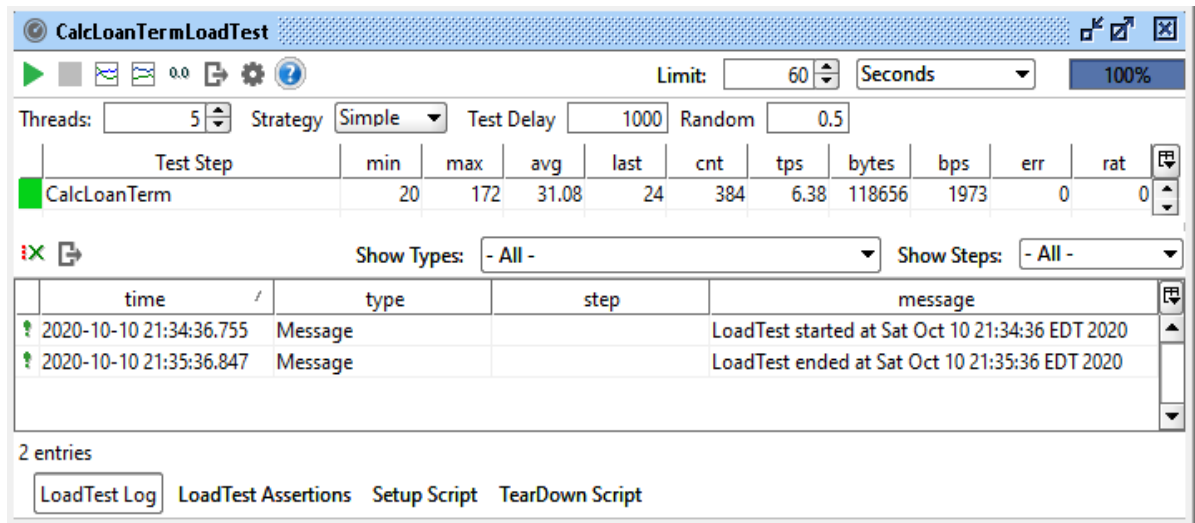 CalcLoanTermLoadTest
0.0 ? Limit: 60 Seconds 100%
Threads: 5 Strategy Simple Test Delay 1000 Random 0.5
Test Step min max avg last cnt tps bytes bps err rat
CalcLoanTerm 20 172 31.08 24 384 6.38 118656 1973 0 0
Show Types: - All - Show Steps: - All -
time type step message
2020-10-10 21:34:36.755 Message LoadTest started at Sat Oct 10 21:34:36 EDT 2020
2020-10-10 21:35:36.847 Message LoadTest ended at Sat Oct 10 21:35:36 EDT 2020
2 entries
LoadTest Log LoadTest Assertions Setup Script TearDown Script